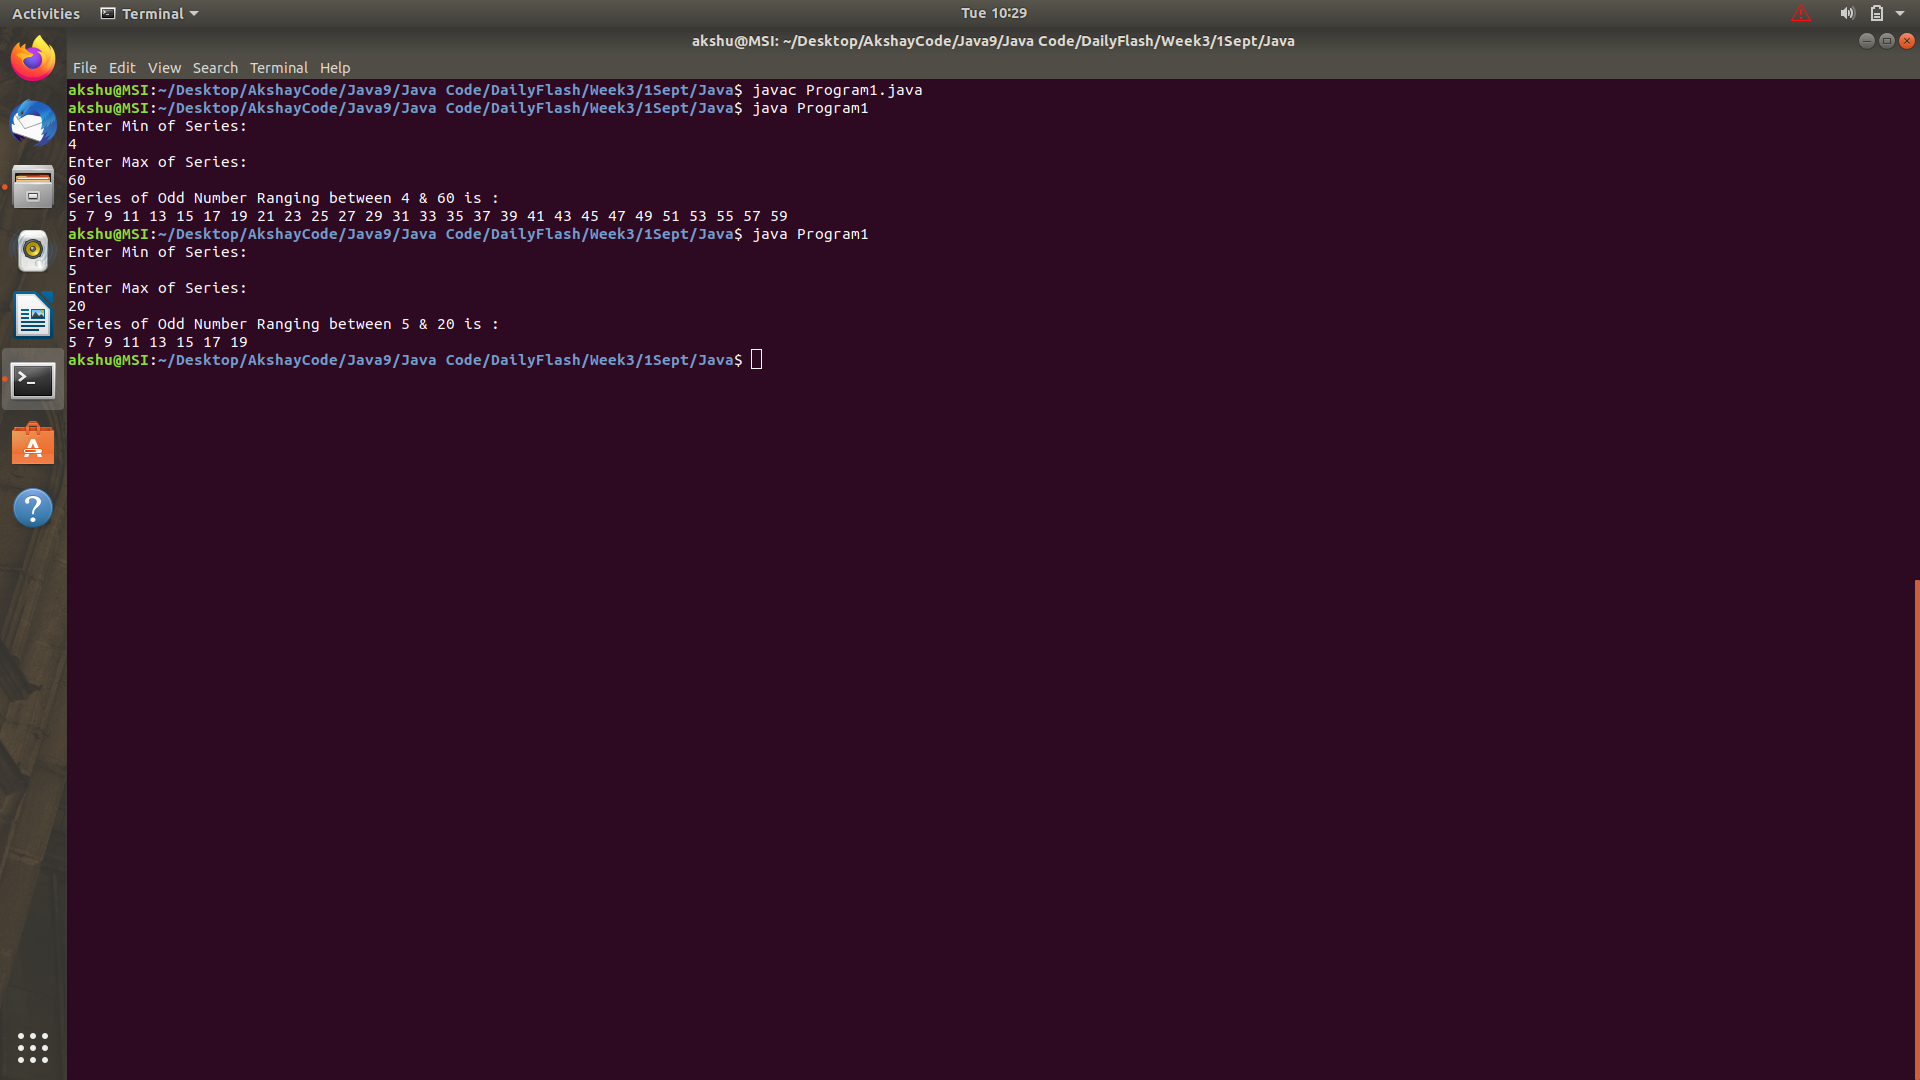 Activities Terminal Tue 10:29
akshu@MSI: ~/Desktop/AkshayCode/Java9/Java Code/DailyFlash/Week3/1Sept/Java
File Edit View Search Terminal Help
akshu@MSI:~/Desktop/AkshayCode/Java9/Java Code/DailyFlash/Week3/1Sept/Java$ javac Program1.java
akshu@MSI:~/Desktop/AkshayCode/Java9/Java Code/DailyFlash/Week3/1Sept/Java$ java Program1
Enter Min of Series:
4
Enter Max of Series:
60
Series of Odd Number Ranging between 4 & 60 is :
5 7 9 11 13 15 17 19 21 23 25 27 29 31 33 35 37 39 41 43 45 47 49 51 53 55 57 59
akshu@MSI:~/Desktop/AkshayCode/Java9/Java Code/DailyFlash/Week3/1Sept/Java$ java Program1
Enter Min of Series:
5
Enter Max of Series:
20
Series of Odd Number Ranging between 5 & 20 is :
5 7 9 11 13 15 17 19
akshu@MSI:~/Desktop/AkshayCode/Java9/Java Code/DailyFlash/Week3/1Sept/Java$